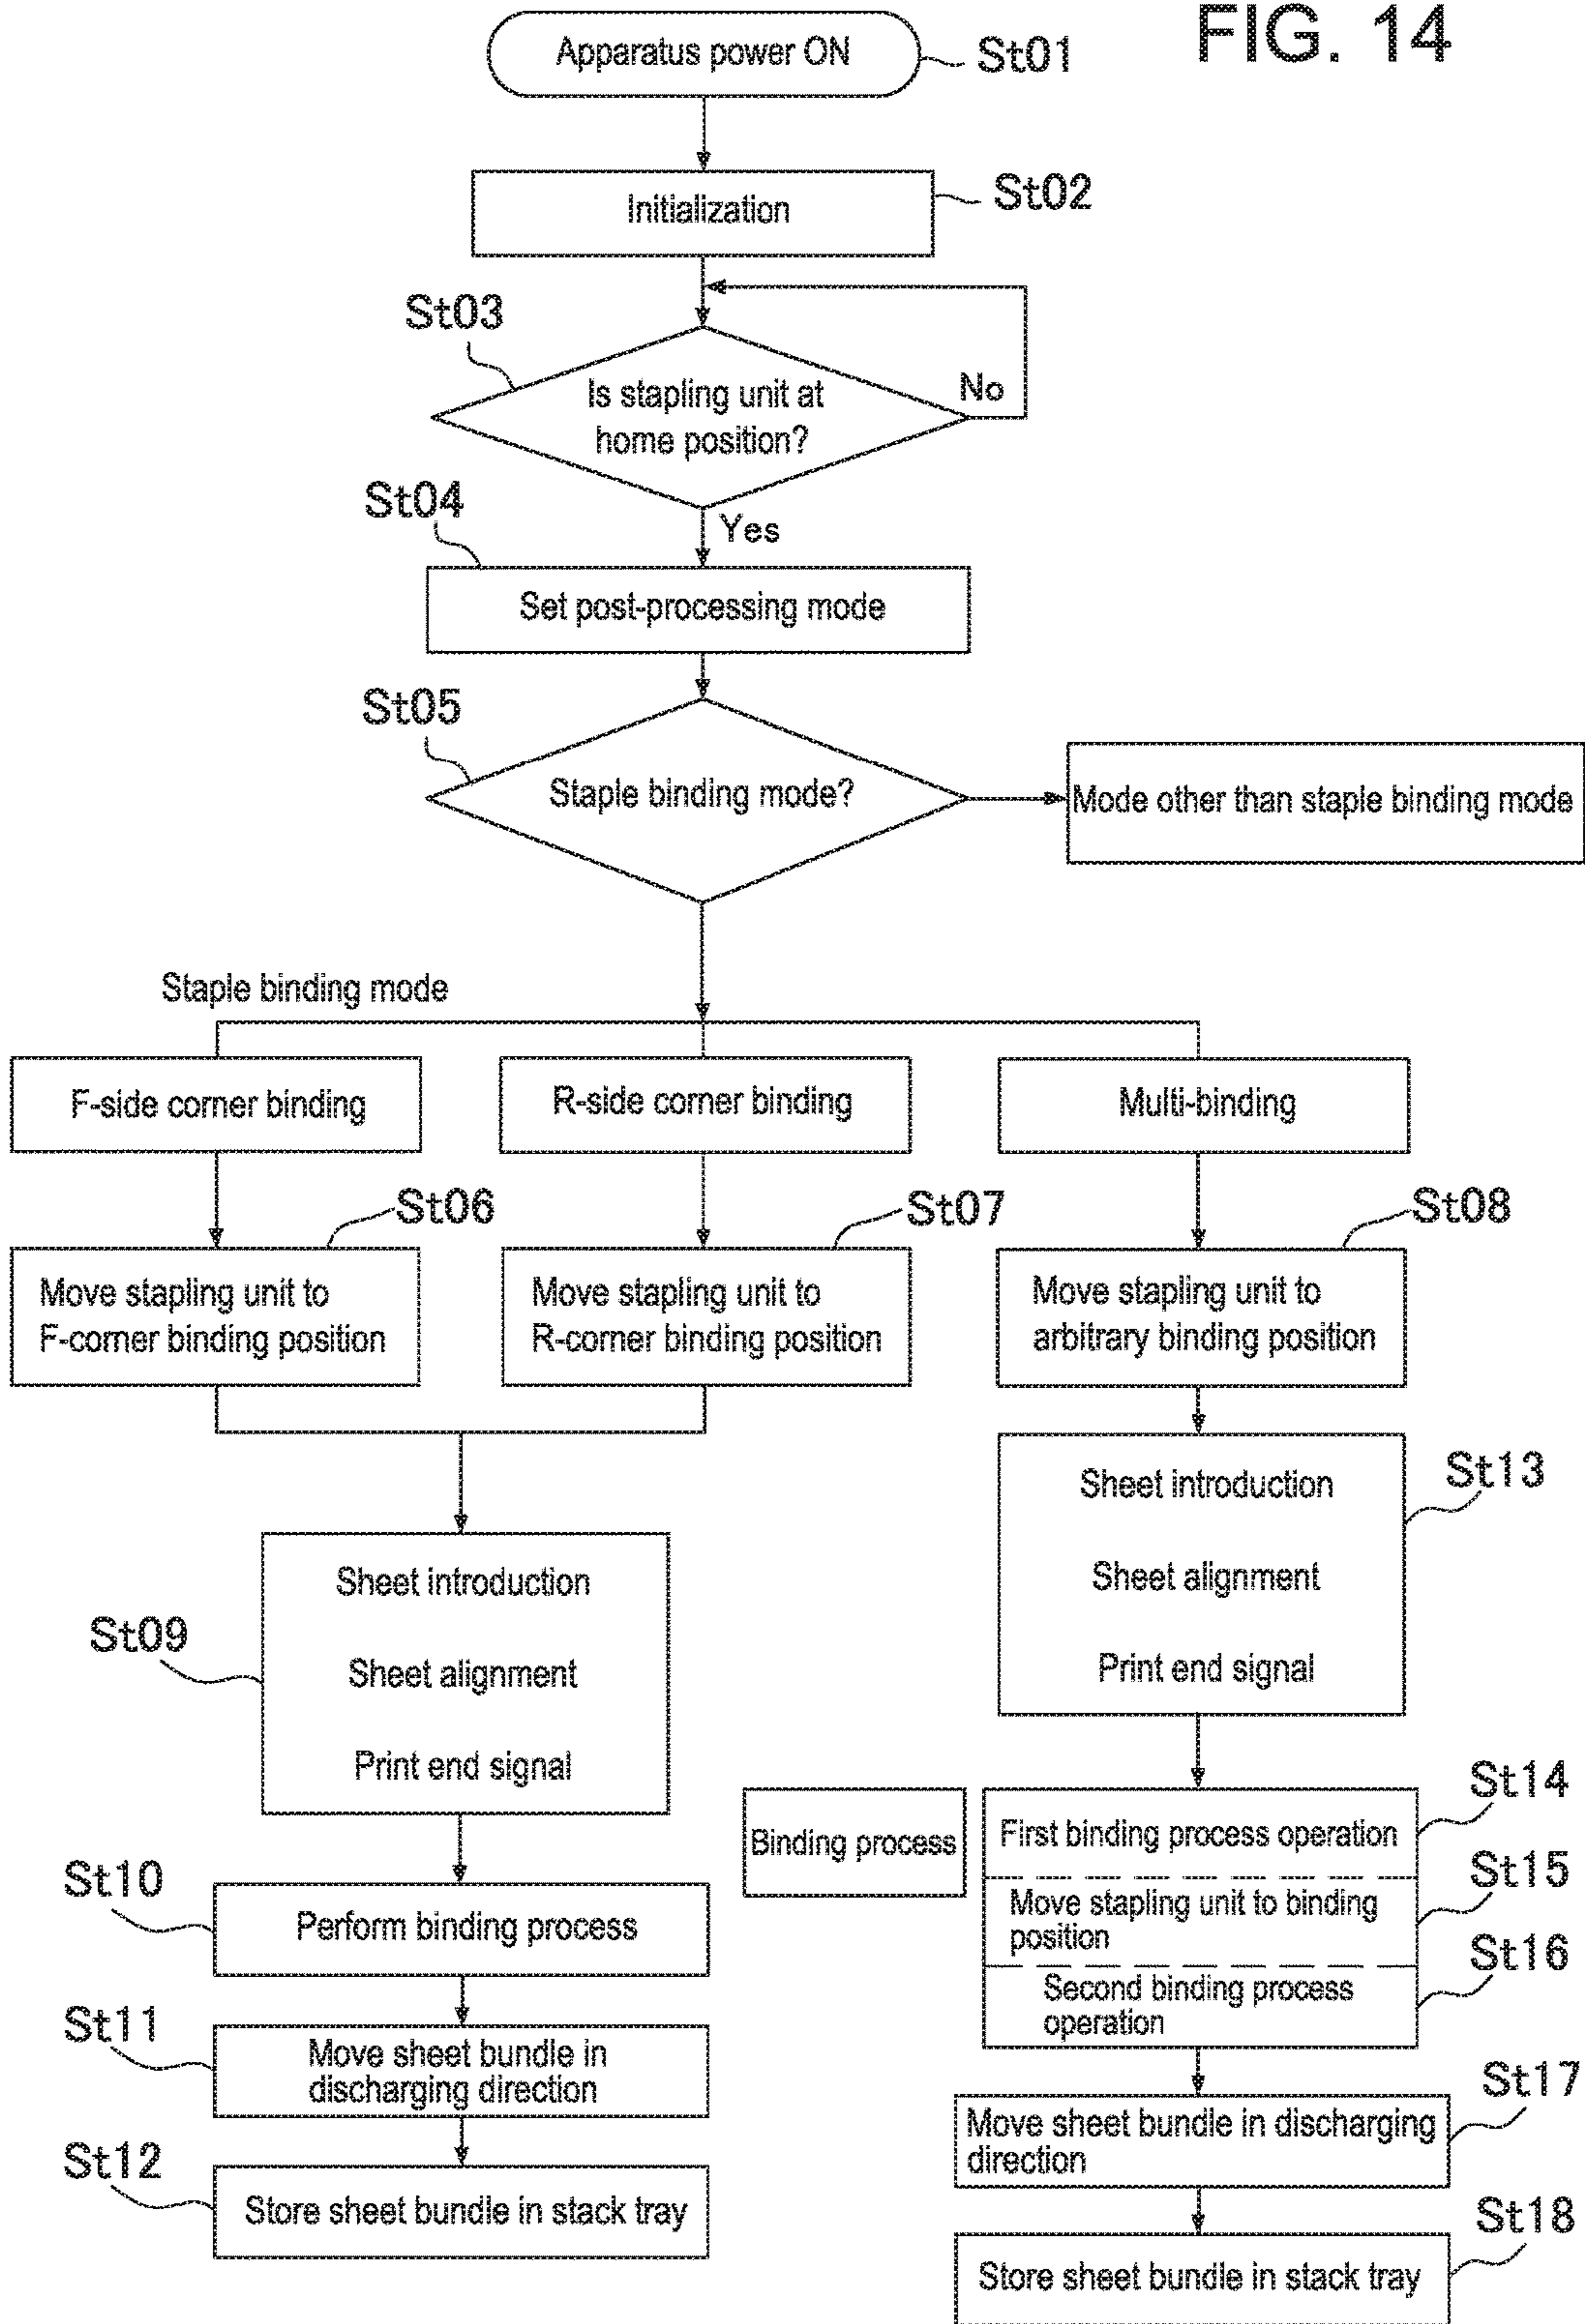 FIG. 14
Apparatus power ON
St01
Initialization
St02
St03
Is stapling unit at
home position?
No
St04
Yes
Set post-processing mode
St05
Staple binding mode?
Mode other than staple binding mode
Staple binding mode
F-side corner binding
R-side corner binding
Multi-binding
St06
St07
St08
Move stapling unit to
F-corner binding position
Move stapling unit to
R-corner binding position
Move stapling unit to
arbitrary binding position
St09
Sheet introduction
Sheet alignment
Print end signal
St13
Sheet introduction
Sheet alignment
Print end signal
St10
Perform binding process
Binding process
First binding process operation
St14
Move stapling unit to binding
position
St15
Second binding process
operation
St16
St11
Move sheet bundle in
discharging direction
St12
Store sheet bundle in stack tray
Move sheet bundle in discharging
direction
St17
Store sheet bundle in stack tray
St18